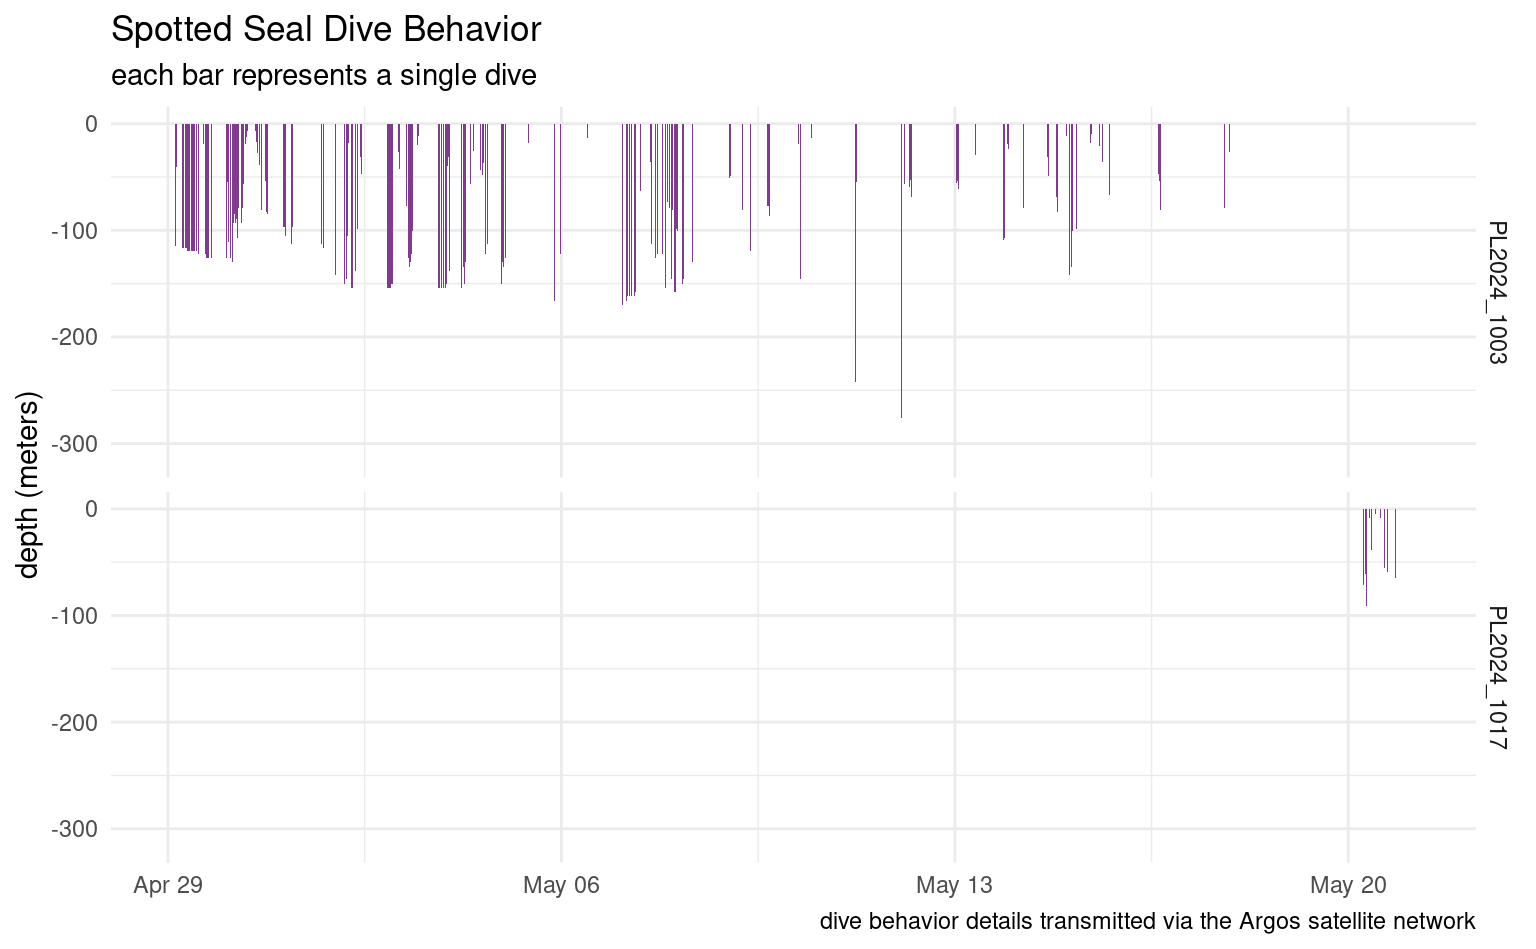 Spotted Seal Dive Behavior
each bar represents a single dive
depth (meters)
0
-100
-200
-300
PL2024_1003
0
-100
-200
-300
PL2024_1017
Apr 29
May 06
May 13
May 20
dive behavior details transmitted via the Argos satellite network